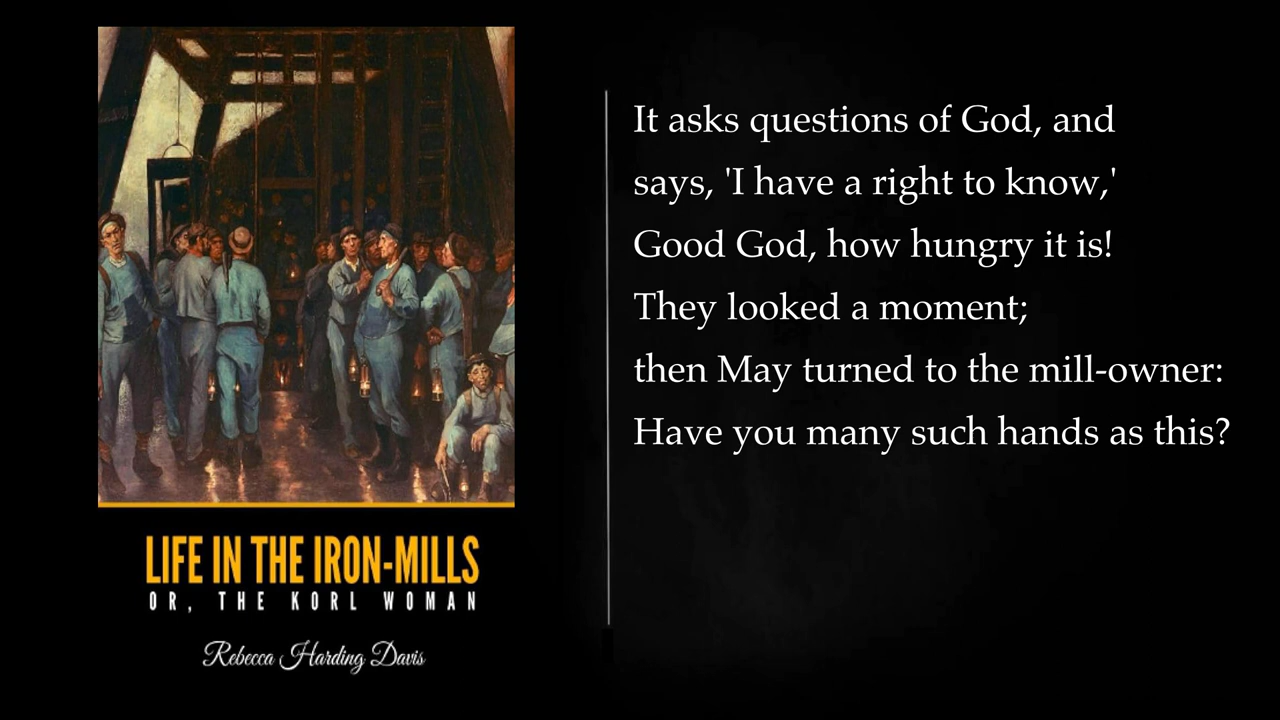 It asks questions of God, and
says, 'I have a right to know,'
Good God, how hungry it is!
They looked a moment;
then May turned to the mill-owner:
Have you many such hands as this?
LIFE IN THE IRON-MILLS
OR, THE KORL WOMAN
Rebecca Harding Davis